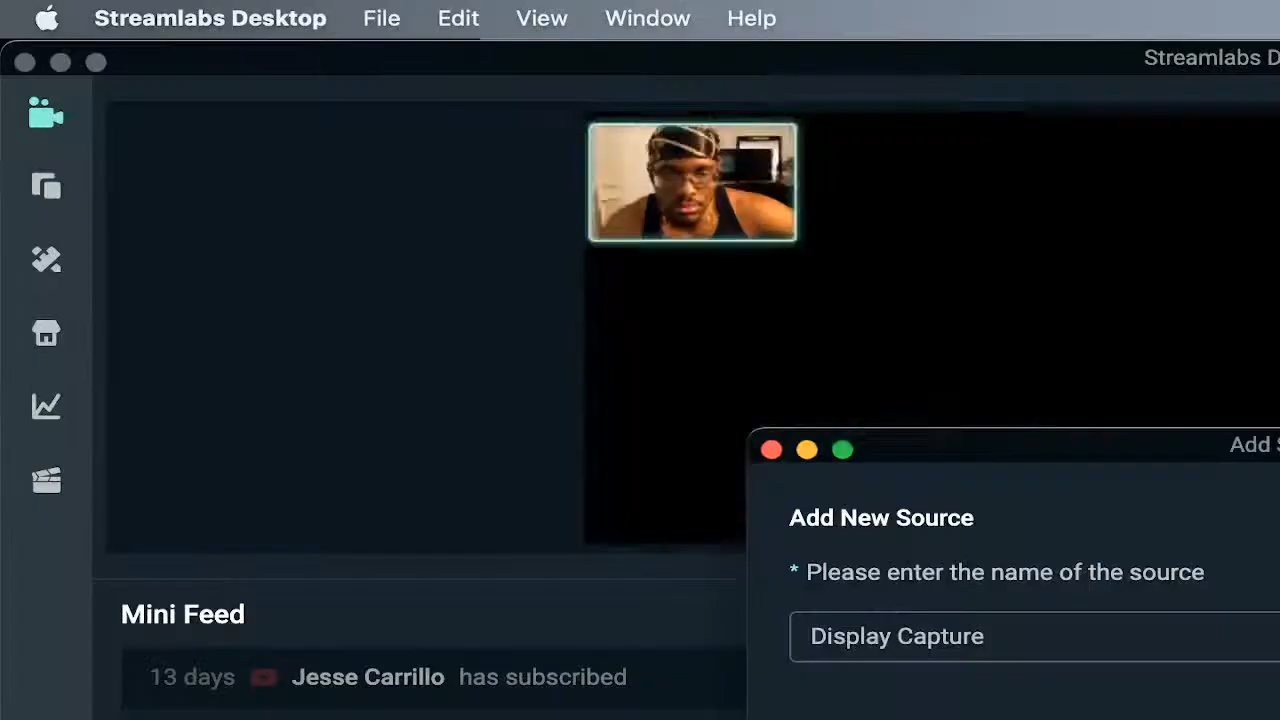 Streamlabs Desktop File Edit View Window Help
Streamlabs D
Add
Add New Source
* Please enter the name of the source
Display Capture
Mini Feed
13 days Jesse Carrillo has subscribed